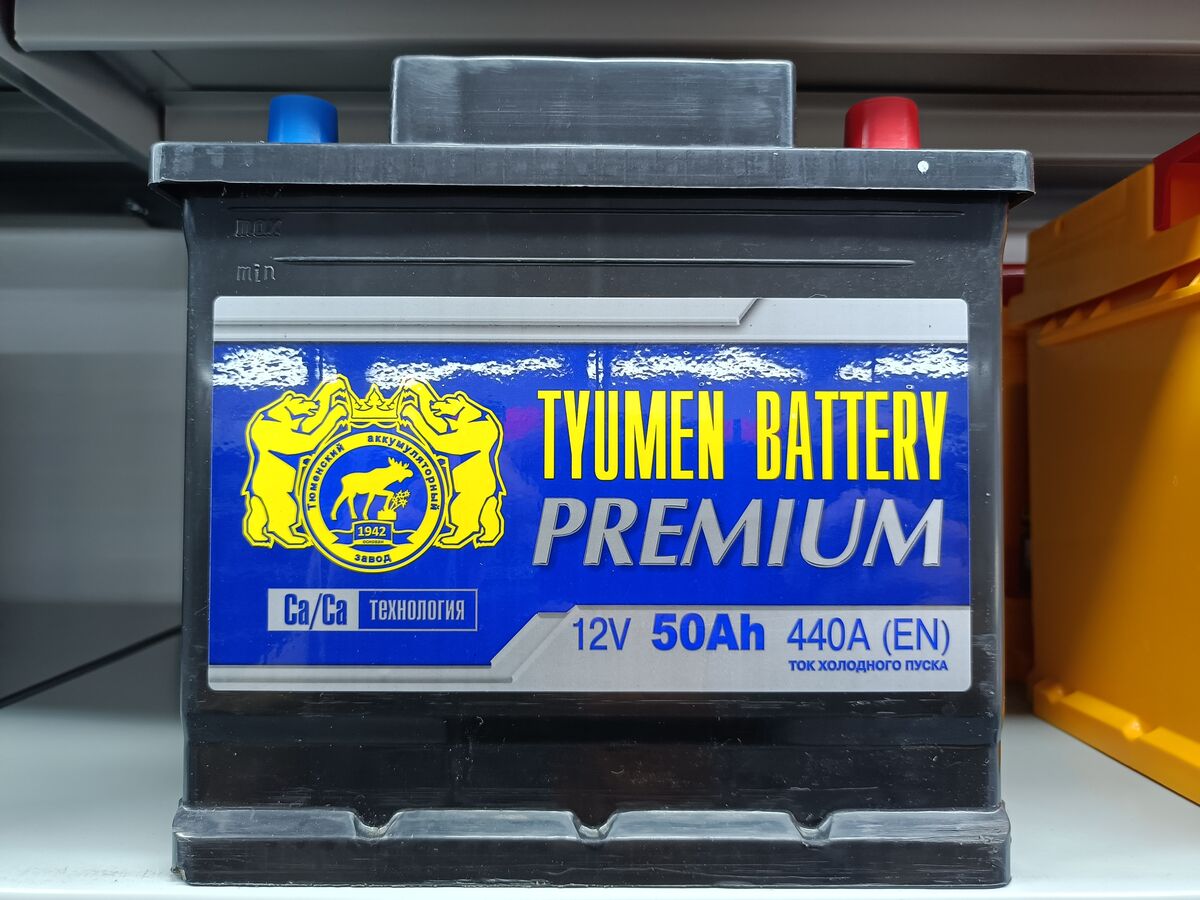 max
min
TYUMEN BATTERY
PREMIUM
Тюменский аккумуляторный
завод
1942
основан
Ca/Ca ТЕХНОЛОГИЯ
12V 50Ah 440A (EN)
ТОК ХОЛОДНОГО ПУСКА